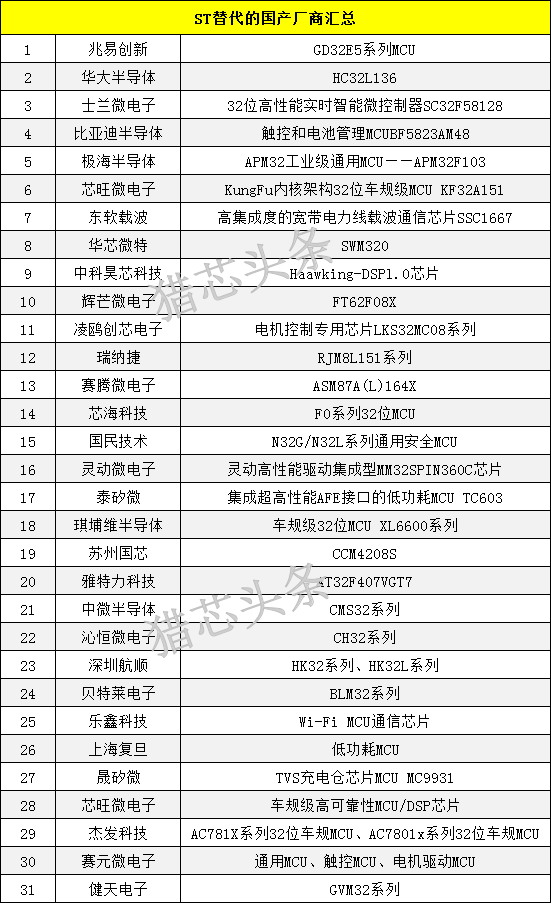 ST替代的国产厂商汇总
1 兆易创新 GD32E5系列MCU
2 华大半导体 HC32L136
3 士兰微电子 32位高性能实时智能微控制器SC32F58128
4 比亚迪半导体 触控和电池管理MCUBF5823AM48
5 极海半导体 APM32工业级通用MCU——APM32F103
6 芯旺微电子 KungFu内核架构32位车规级MCU KF32A151
7 东软载波 高集成度的宽带电力线载波通信芯片SSC1667
8 华芯微特 SWM320
9 中科昊芯科技 Haawking-DSP1.0芯片
10 辉芒微电子 FT62F08X
11 凌鸥创芯电子 电机控制专用芯片LKS32MC08系列
12 瑞纳捷 RJM8L151系列
13 赛腾微电子 ASM87A(L)164X
14 芯海科技 F0系列32位MCU
15 国民技术 N32G/N32L系列通用安全MCU
16 灵动微电子 灵动高性能驱动集成型MM32SPIN360C芯片
17 泰矽微 集成超高性能AFE接口的低功耗MCU TC603
18 琪埔维半导体 车规级32位MCU XL6600系列
19 苏州国芯 CCM4208S
20 雅特力科技 AT32F407VGT7
21 中微半导体 CMS32系列
22 沁恒微电子 CH32系列
23 深圳航顺 HK32系列、HK32L系列
24 贝特莱电子 BLM32系列
25 乐鑫科技 Wi-Fi MCU通信芯片
26 上海复旦 低功耗MCU
27 晟矽微 TVS充电仓芯片MCU MC9931
28 芯旺微电子 车规级高可靠性MCU/DSP芯片
29 杰发科技 AC781X系列32位车规MCU、AC7801x系列32位车规MCU
30 赛元微电子 通用MCU、触控MCU、电机驱动MCU
31 健天电子 GVM32系列
猎芯头条
猎芯头条